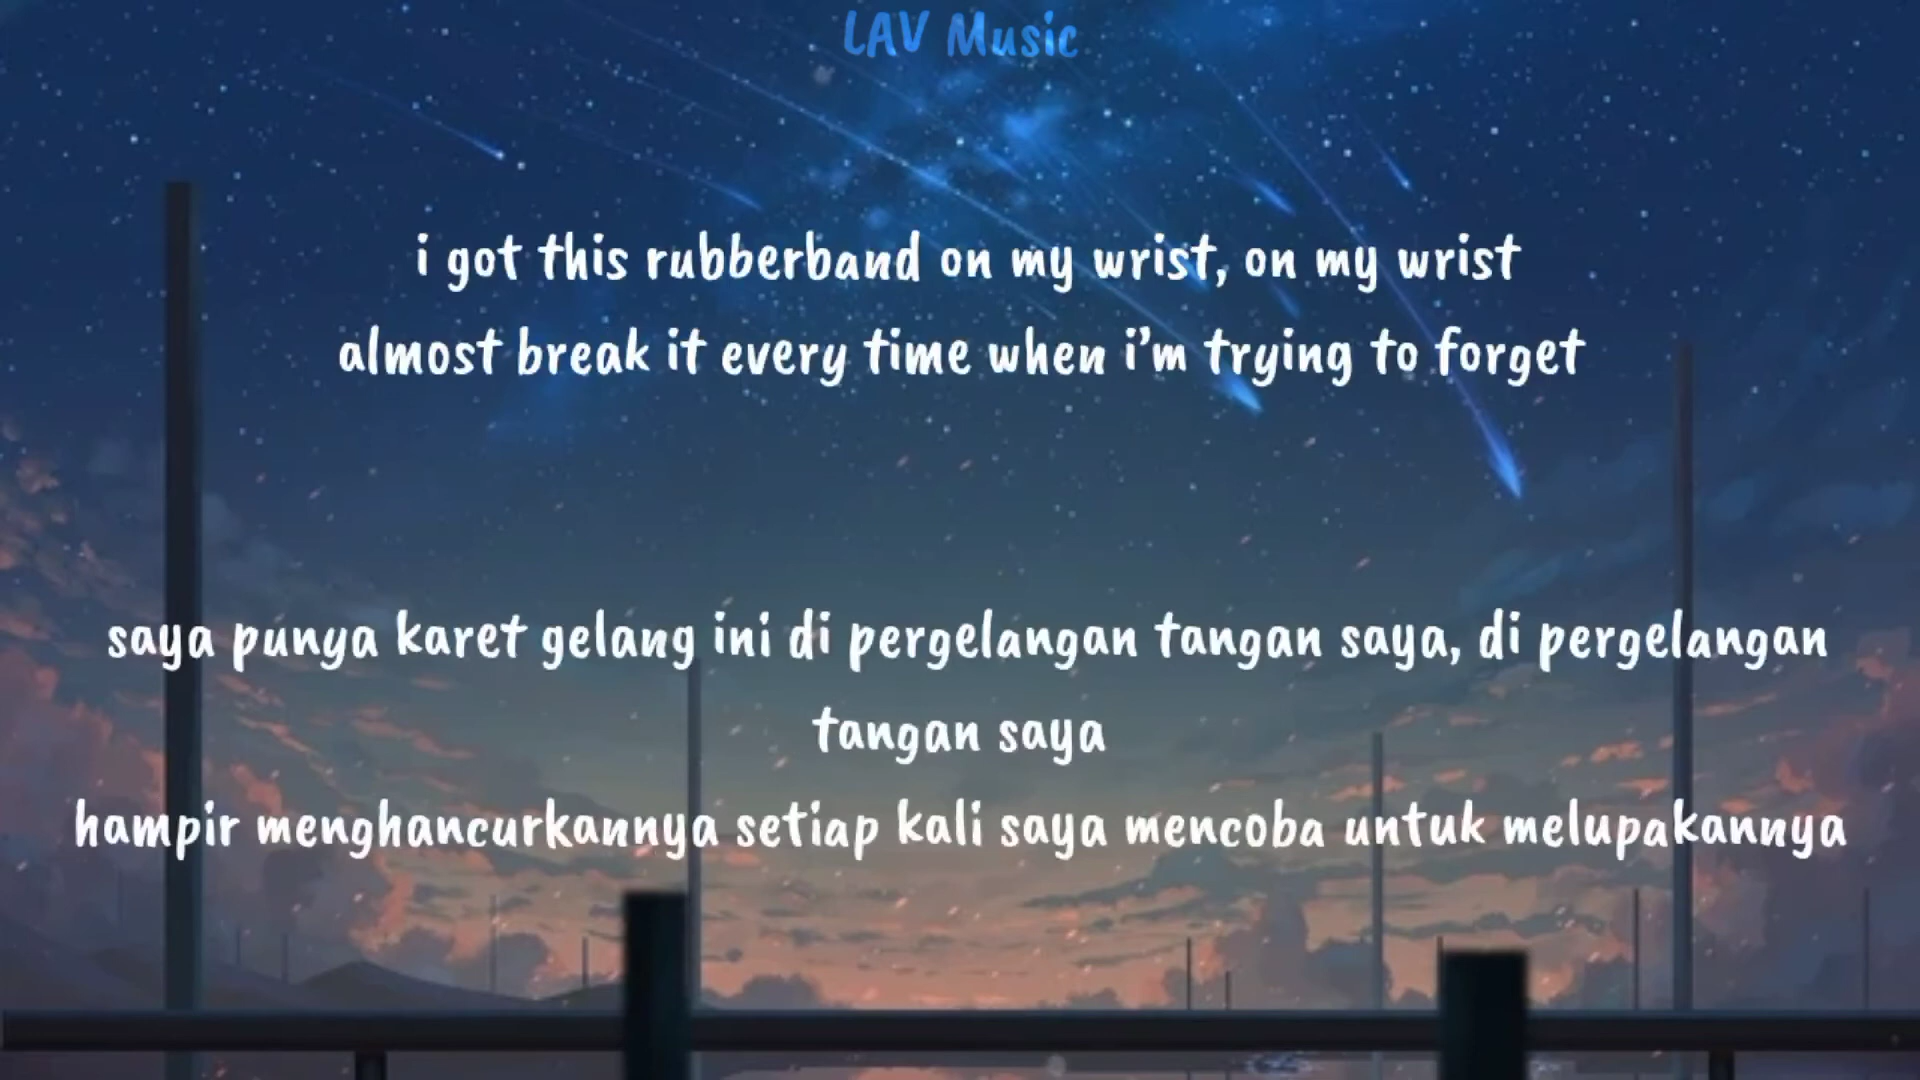 LAV Music
i got this rubberband on my wrist, on my wrist
almost break it every time when i'm trying to forget
saya punya karet gelang ini di pergelangan tangan saya, di pergelangan
tangan saya
hampir menghancurkannya setiap kali saya mencoba untuk melupakannya